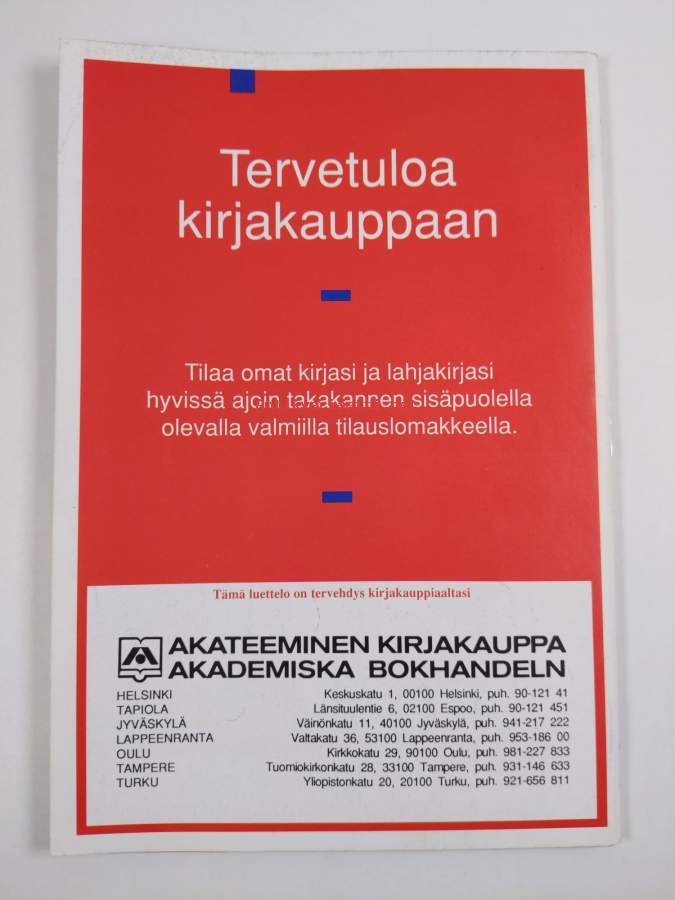 Tervetuloa
kirjakauppaan
Tilaa omat kirjasi ja lahjakirjasi
hyvissä ajoin takakannen sisäpuolella
olevalla valmiilla tilauslomakkeella.
Tämä luettelo on tervehdys kirjakauppiaaltasi
AKATEEMINEN KIRJAKAUPPA
AKADEMISKA BOKHANDELN
HELSINKI Keskuskatu 1, 00100 Helsinki, puh. 90-121 41
TAPIOLA Länsituulentie 6, 02100 Espoo, puh. 90-121 451
JYVÄSKYLÄ Väinönkatu 11, 40100 Jyväskylä, puh. 941-217 222
LAPPEENRANTA Valtakatu 36, 53100 Lappeenranta, puh. 953-186 00
OULU Kirkkokatu 29, 90100 Oulu, puh. 981-227 833
TAMPERE Tuomiokirkonkatu 28, 33100 Tampere, puh. 931-146 633
TURKU Yliopistonkatu 20, 20100 Turku, puh. 921-656 811